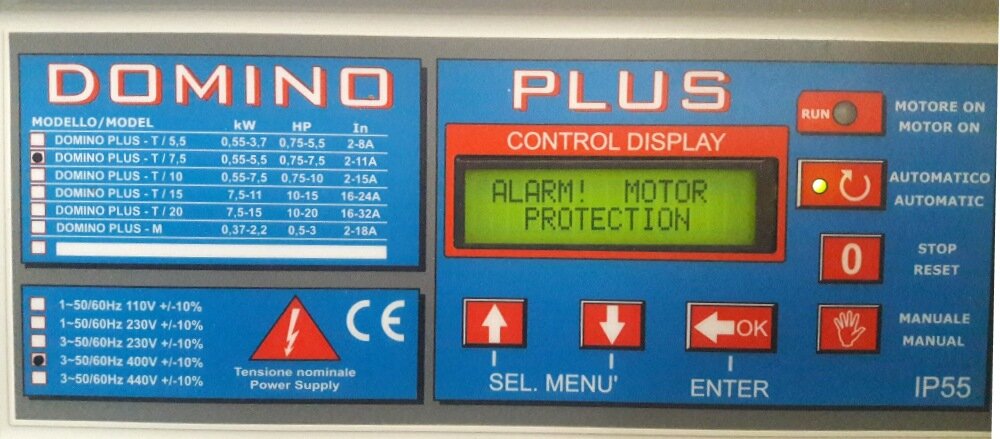 DOMINO PLUS
MODELLO/MODEL kW HP In
DOMINO PLUS - T / 5,5 0,55-3,7 0,75-5,5 2-8A
DOMINO PLUS - T / 7,5 0,55-5,5 0,75-7,5 2-11A
DOMINO PLUS - T / 10 0,55-7,5 0,75-10 2-15A
DOMINO PLUS - T / 15 7,5-11 10-15 16-24A
DOMINO PLUS - T / 20 7,5-15 10-20 16-32A
DOMINO PLUS - M 0,37-2,2 0,5-3 2-18A
1~50/60Hz 110V +/-10%
1~50/60Hz 230V +/-10%
3~50/60Hz 230V +/-10%
3~50/60Hz 400V +/-10%
3~50/60Hz 440V +/-10%
CE
Tensione nominale
Power Supply
CONTROL DISPLAY
ALARM! MOTOR
PROTECTION
RUN
MOTORE ON
MOTOR ON
AUTOMATICO
AUTOMATIC
0
STOP
RESET
OK
MANUALE
MANUAL
SEL. MENU'
ENTER
IP55